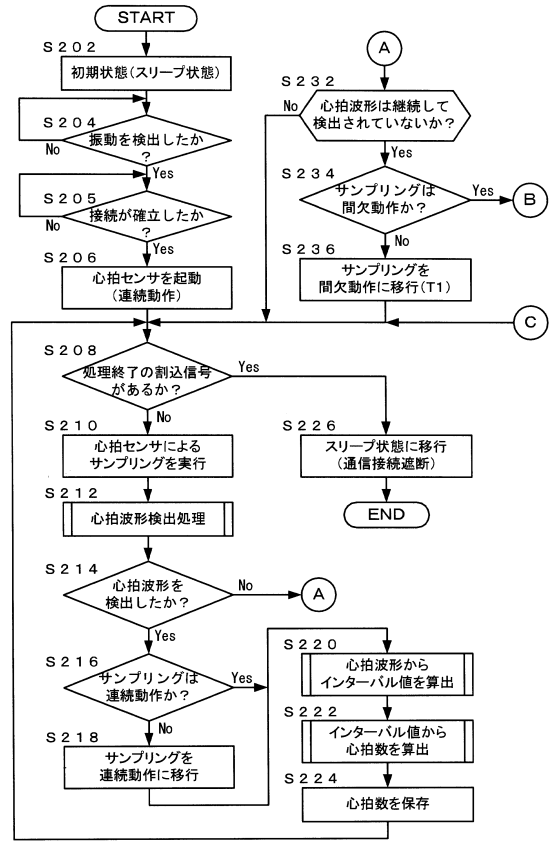 START
S202
初期状態(スリープ状態)
S204
振動を検出したか
?
No
Yes
S205
接続が確立したか
?
No
Yes
S206
心拍センサを起動
(連続動作)
S208
処理終了の割込信号
があるか?
Yes
No
S210
心拍センサによる
サンプリングを実行
S212
心拍波形検出処理
S214
心拍波形を
検出したか?
No
A
Yes
S216
サンプリングは
連続動作か?
Yes
No
S218
サンプリングを
連続動作に移行
A
S232
心拍波形は継続して
検出されていないか?
No
Yes
S234
サンプリングは
間欠動作か?
Yes
B
No
S236
サンプリングを
間欠動作に移行(T1)
C
S226
スリープ状態に移行
(通信接続遮断)
END
S220
心拍波形から
インターバル値を算出
S222
インターバル値から
心拍数を算出
S224
心拍数を保存